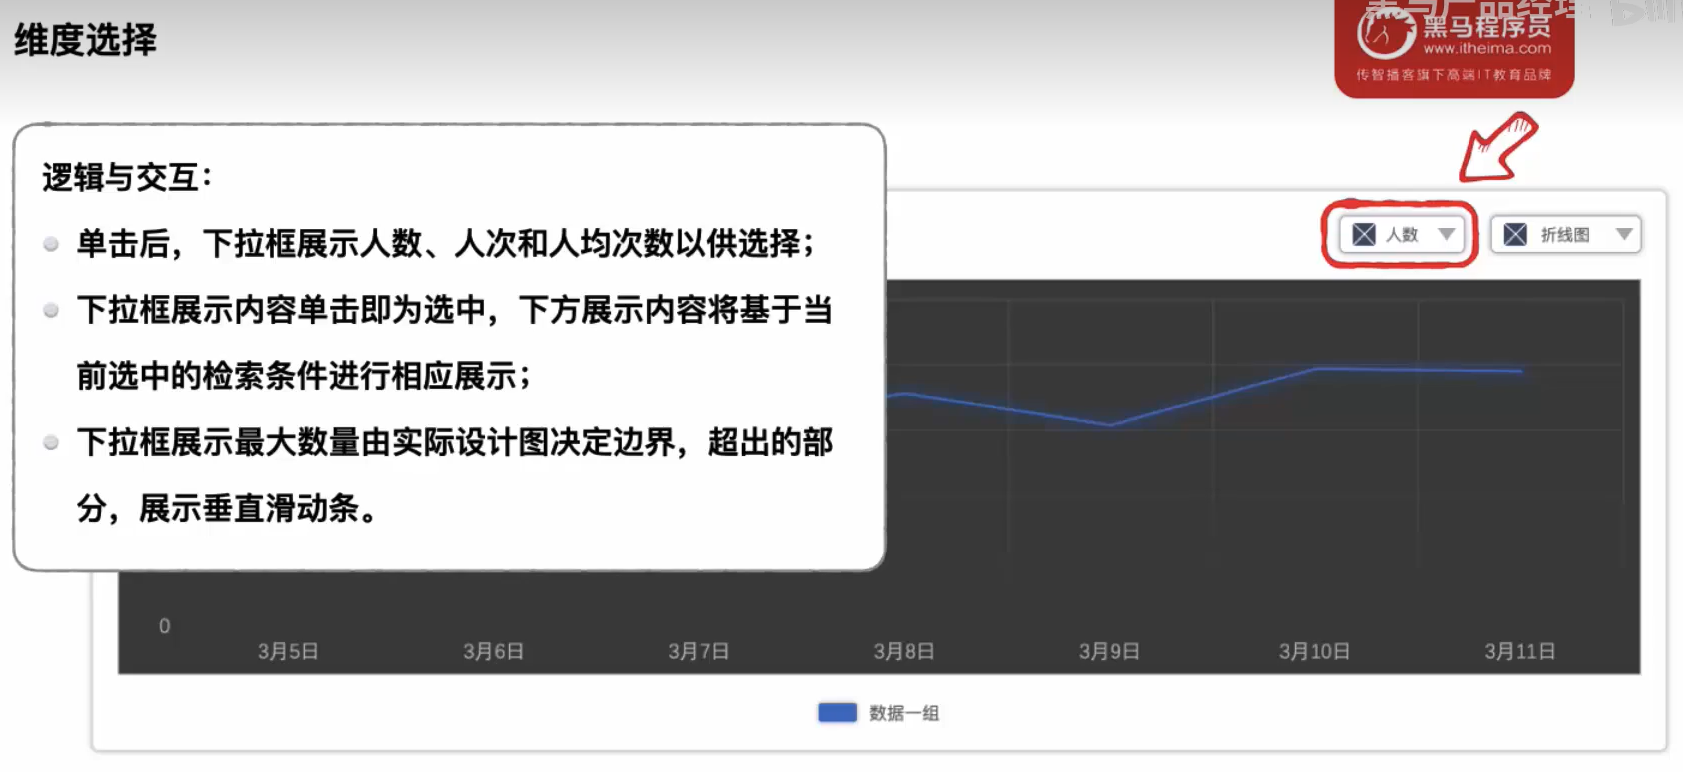 维度选择
黑马产品经理
黑马程序员
www.itheima.com
传智播客旗下高端IT教育品牌
逻辑与交互：
单击后，下拉框展示人数、人次和人均次数以供选择；
下拉框展示内容单击即为选中，下方展示内容将基于当
前选中的检索条件进行相应展示；
下拉框展示最大数量由实际设计图决定边界，超出的部
分，展示垂直滑动条。
人数
折线图
0
3月5日
3月6日
3月7日
3月8日
3月9日
3月10日
3月11日
数据一组